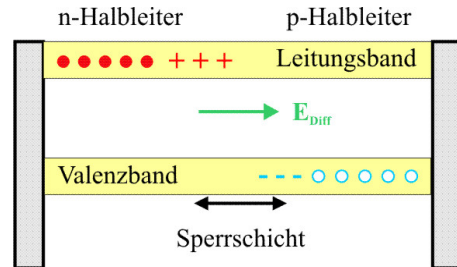 n-Halbleiter p-Halbleiter
+ + + Leitungsband
E_Diff
Valenzband - - -
Sperrschicht